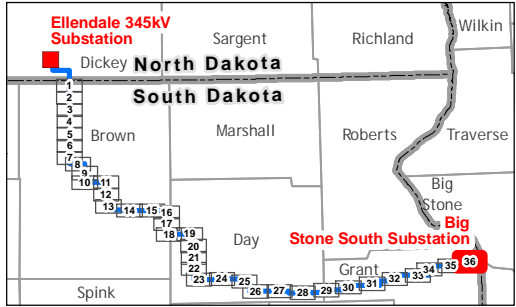 Ellendale 345kV
Substation
Wilkin
Sargent
Richland
Dickey
North Dakota
South Dakota
1
2
3
4
5
6
7
8
9
10
11
12
13
14
15
16
17
18
19
20
21
22
23
24
25
26
27
28
29
30
31
32
33
34
35
36
Brown
Marshall
Roberts
Traverse
Big
Stone
Big
Stone South Substation
Day
Grant
Spink